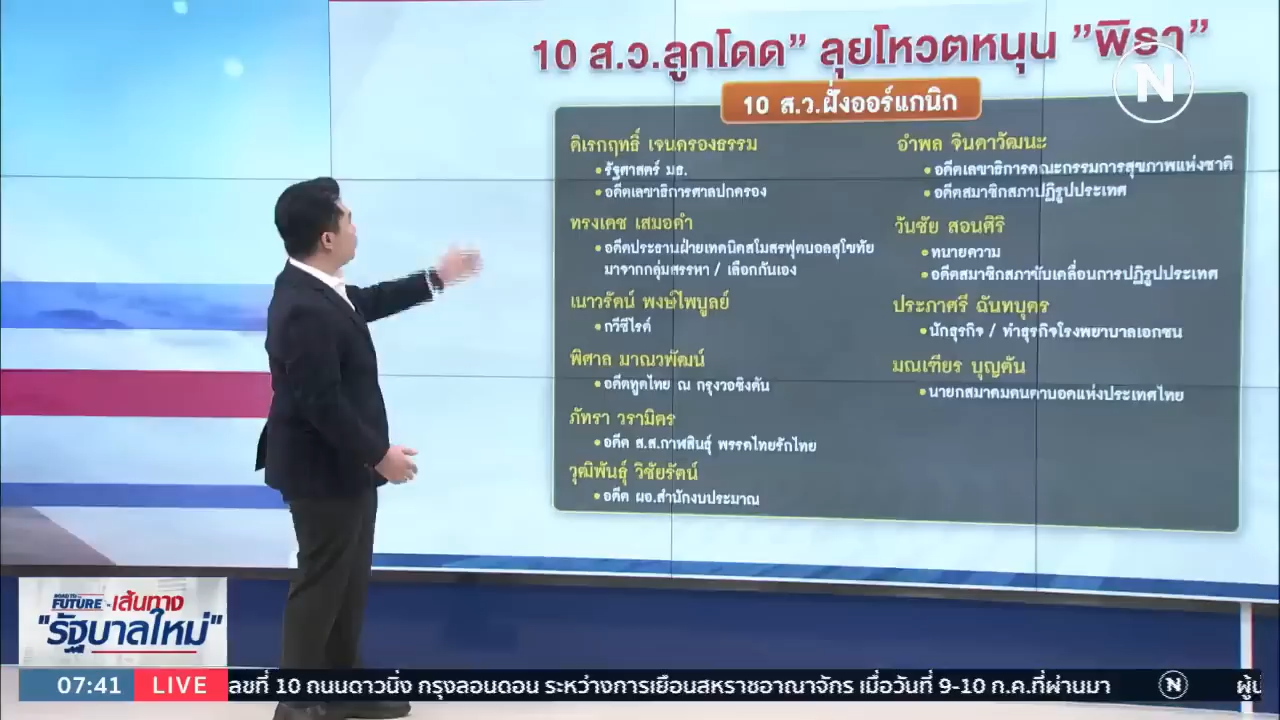 10 ส.ว.ลูกโดด” ลุยโหวตหนุน ”พิธา”
N
10 ส.ว.ฝั่งออร์แกนิก
ดิเรกฤทธิ์ เจนครองธรรม
•รัฐศาสตร์ มธ.
•อดีตเลขาธิการศาลปกครอง
ทรงเดช เสมอคำ
•อดีตประธานฝ่ายเทคนิคสโมสรฟุตบอลสุโขทัย
มาจากกลุ่มสรรหา / เลือกกันเอง
เนาวรัตน์ พงษ์ไพบูลย์
•กวีซีไรต์
พิศาล มาณวพัฒน์
•อดีตทูตไทย ณ กรุงวอชิงตัน
ภัทรา วรามิตร
•อดีต ส.ส.กาฬสินธุ์ พรรคไทยรักไทย
วุฒิพันธุ์ วิชัยรัตน์
•อดีต ผอ.สำนักงบประมาณ
อำพล จินดาวัฒนะ
•อดีตเลขาธิการคณะกรรมการสุขภาพแห่งชาติ
•อดีตสมาชิกสภาปฏิรูปประเทศ
วันชัย สอนศิริ
•ทนายความ
•อดีตสมาชิกสภาขับเคลื่อนการปฏิรูปประเทศ
ประภาศรี ฉันทบุตร
•นักธุรกิจ / ทำธุรกิจโรงพยาบาลเอกชน
มณเฑียร บุญตัน
•นายกสมาคมคนตาบอดแห่งประเทศไทย
ROAD TO FUTURE - เส้นทาง
"รัฐบาลใหม่"
07:41 LIVE เลขที่ 10 ถนนดาวนิ่ง กรุงลอนดอน ระหว่างการเยือนสหราชอาณาจักร เมื่อวันที่ 9-10 ก.ค.ที่ผ่านมา N